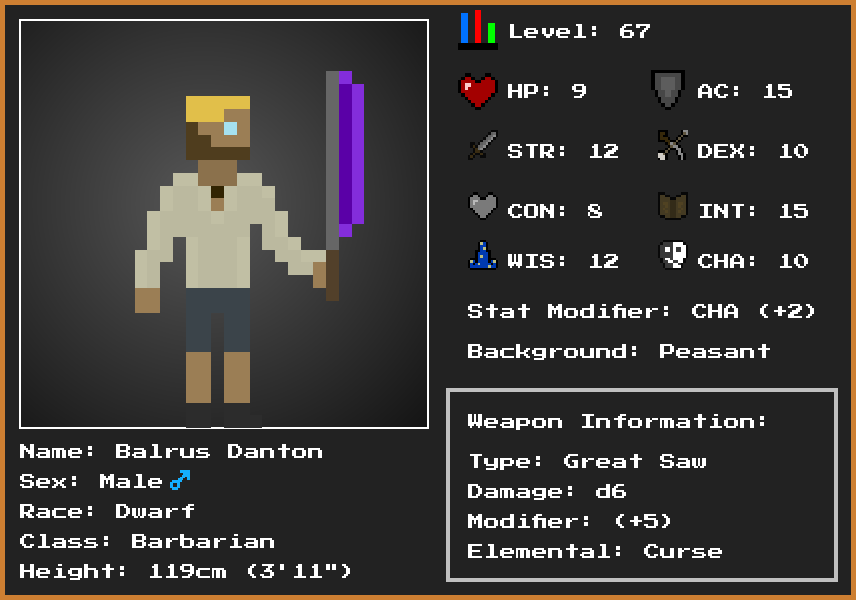 Level: 67
HP: 9
AC: 15
STR: 12
DEX: 10
CON: 8
INT: 15
WIS: 12
CHA: 10
Stat Modifier: CHA (+2)
Background: Peasant
Name: Balrus Danton
Sex: Male ♂
Race: Dwarf
Class: Barbarian
Height: 119cm (3'11")
Weapon Information:
Type: Great Saw
Damage: d6
Modifier: (+5)
Elemental: Curse